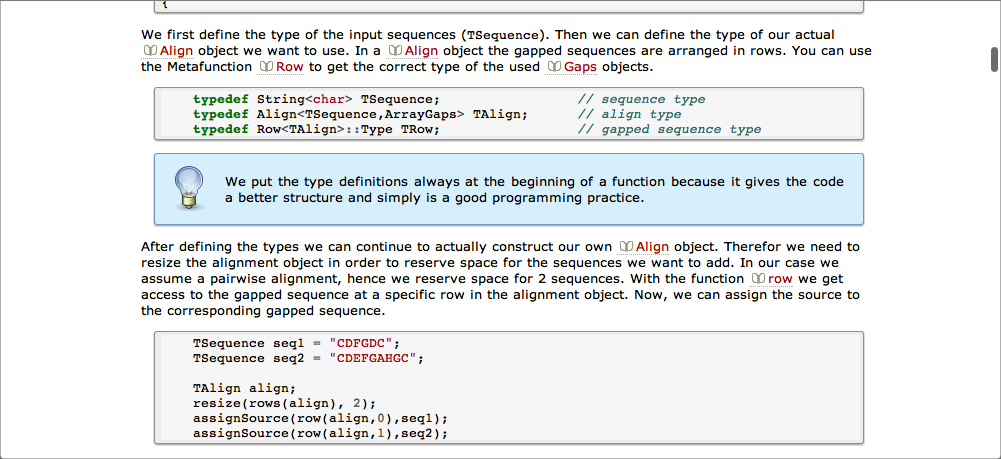 {
We first define the type of the input sequences (TSequence). Then we can define the type of our actual
Align object we want to use. In a Align object the gapped sequences are arranged in rows. You can use
the Metafunction Row to get the correct type of the used Gaps objects.
typedef String<char> TSequence; // sequence type
typedef Align<TSequence,ArrayGaps> TAlign; // align type
typedef Row<TAlign>::Type TRow; // gapped sequence type
We put the type definitions always at the beginning of a function because it gives the code
a better structure and simply is a good programming practice.
After defining the types we can continue to actually construct our own Align object. Therefor we need to
resize the alignment object in order to reserve space for the sequences we want to add. In our case we
assume a pairwise alignment, hence we reserve space for 2 sequences. With the function row we get
access to the gapped sequence at a specific row in the alignment object. Now, we can assign the source to
the corresponding gapped sequence.
TSequence seq1 = "CDFGDC";
TSequence seq2 = "CDEFGAHGC";
TAlign align;
resize(rows(align), 2);
assignSource(row(align,0),seq1);
assignSource(row(align,1),seq2);